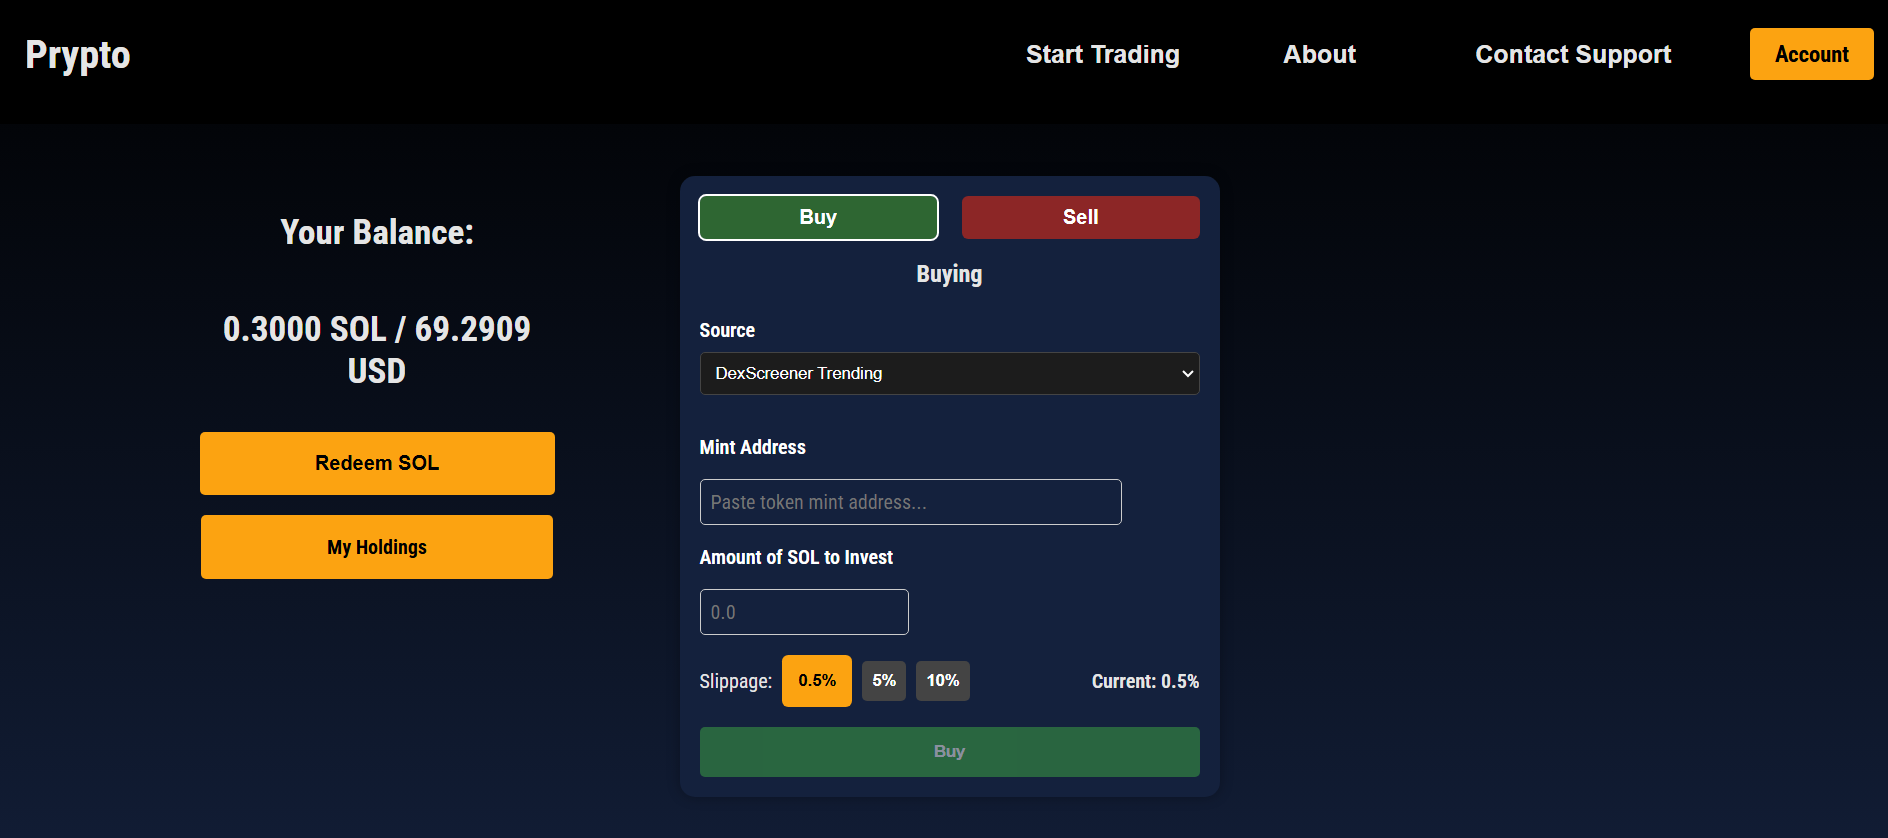 Prypto
Start Trading
About
Contact Support
Account
Your Balance:
0.3000 SOL / 69.2909
USD
Redeem SOL
My Holdings
Buy
Sell
Buying
Source
DexScreener Trending
Mint Address
Paste token mint address...
Amount of SOL to Invest
0.0
Slippage: 0.5% 5% 10% Current: 0.5%
Buy